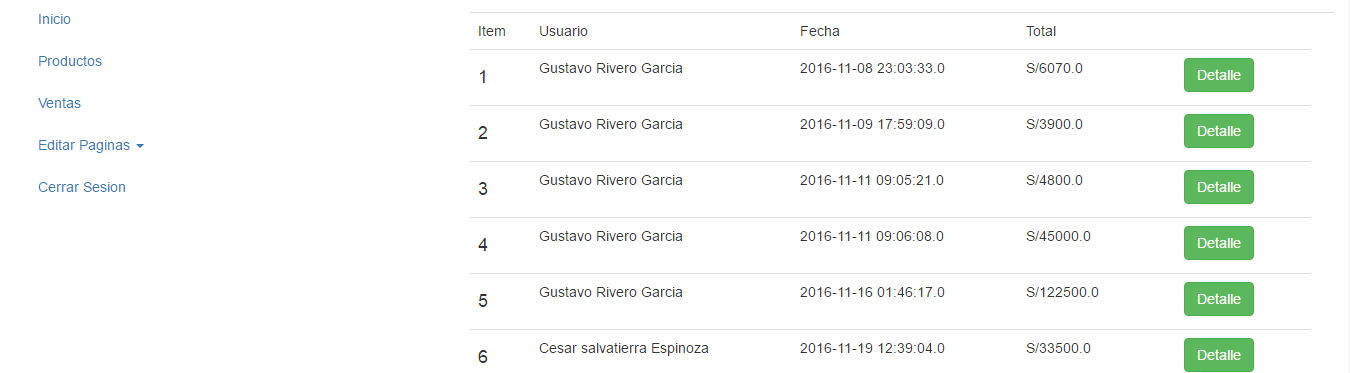 Inicio
Productos
Ventas
Editar Paginas
Cerrar Sesion
Item Usuario Fecha Total
1 Gustavo Rivero Garcia 2016-11-08 23:03:33.0 S/6070.0 Detalle
2 Gustavo Rivero Garcia 2016-11-09 17:59:09.0 S/3900.0 Detalle
3 Gustavo Rivero Garcia 2016-11-11 09:05:21.0 S/4800.0 Detalle
4 Gustavo Rivero Garcia 2016-11-11 09:06:08.0 S/45000.0 Detalle
5 Gustavo Rivero Garcia 2016-11-16 01:46:17.0 S/122500.0 Detalle
6 Cesar salvatierra Espinoza 2016-11-19 12:39:04.0 S/33500.0 Detalle